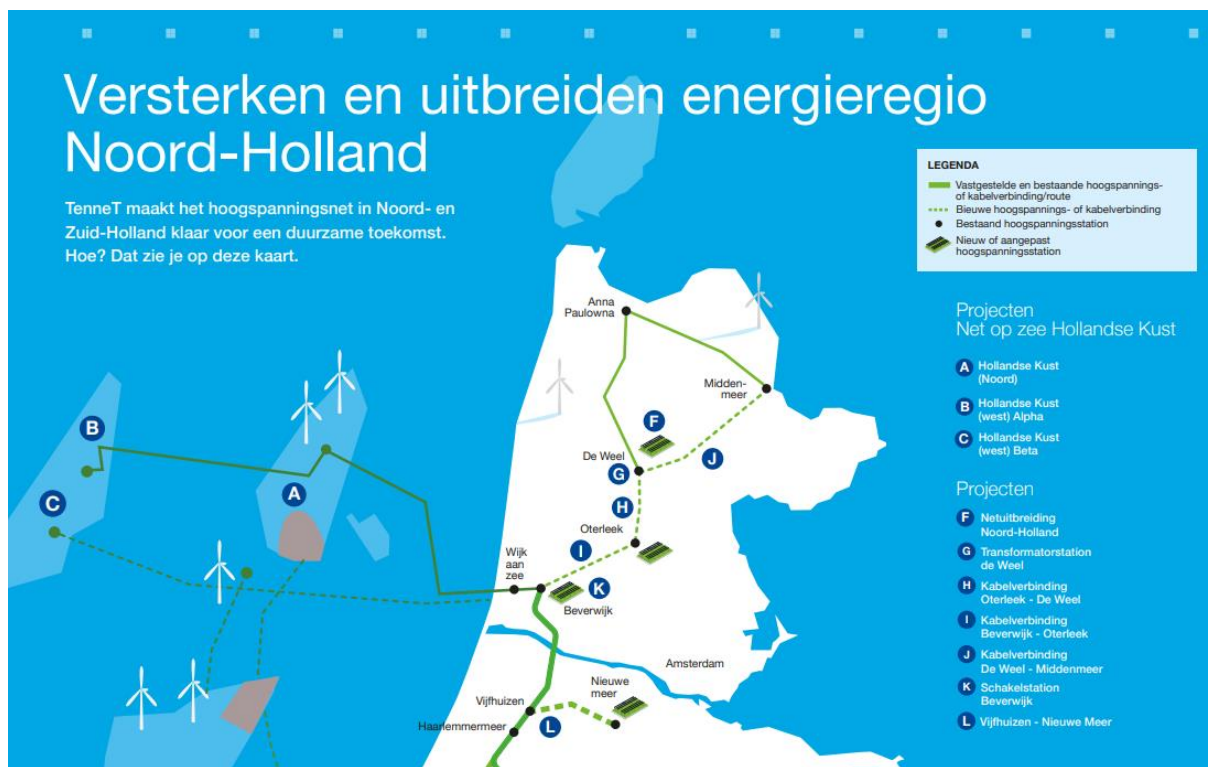 Versterken en uitbreiden energieregio
Noord-Holland
TenneT maakt het hoogspanningsnet in Noord- en
Zuid-Holland klaar voor een duurzame toekomst.
Hoe? Dat zie je op deze kaart.
LEGENDA
Vastgestelde en bestaande hoogspannings-
of kabelverbinding/route
Bieuwe hoogspannings- of kabelverbinding
Bestaand hoogspanningsstation
Nieuw of aangepast
hoogspanningsstation
Anna
Paulowna
Midden-
meer
F
De Weel
G
J
H
Oterleek
I
Wijk
aan
zee
K
Beverwijk
Amsterdam
Nieuwe
meer
Vijfhuizen
Haarlemmermeer
L
B
A
C
Projecten
Net op zee Hollandse Kust
A Hollandse Kust
(Noord)
B Hollandse Kust
(west) Alpha
C Hollandse Kust
(west) Beta
Projecten
F Netuitbreiding
Noord-Holland
G Transformatorstation
de Weel
H Kabelverbinding
Oterleek - De Weel
I Kabelverbinding
Beverwijk - Oterleek
J Kabelverbinding
De Weel - Middenmeer
K Schakelstation
Beverwijk
L Vijfhuizen - Nieuwe Meer